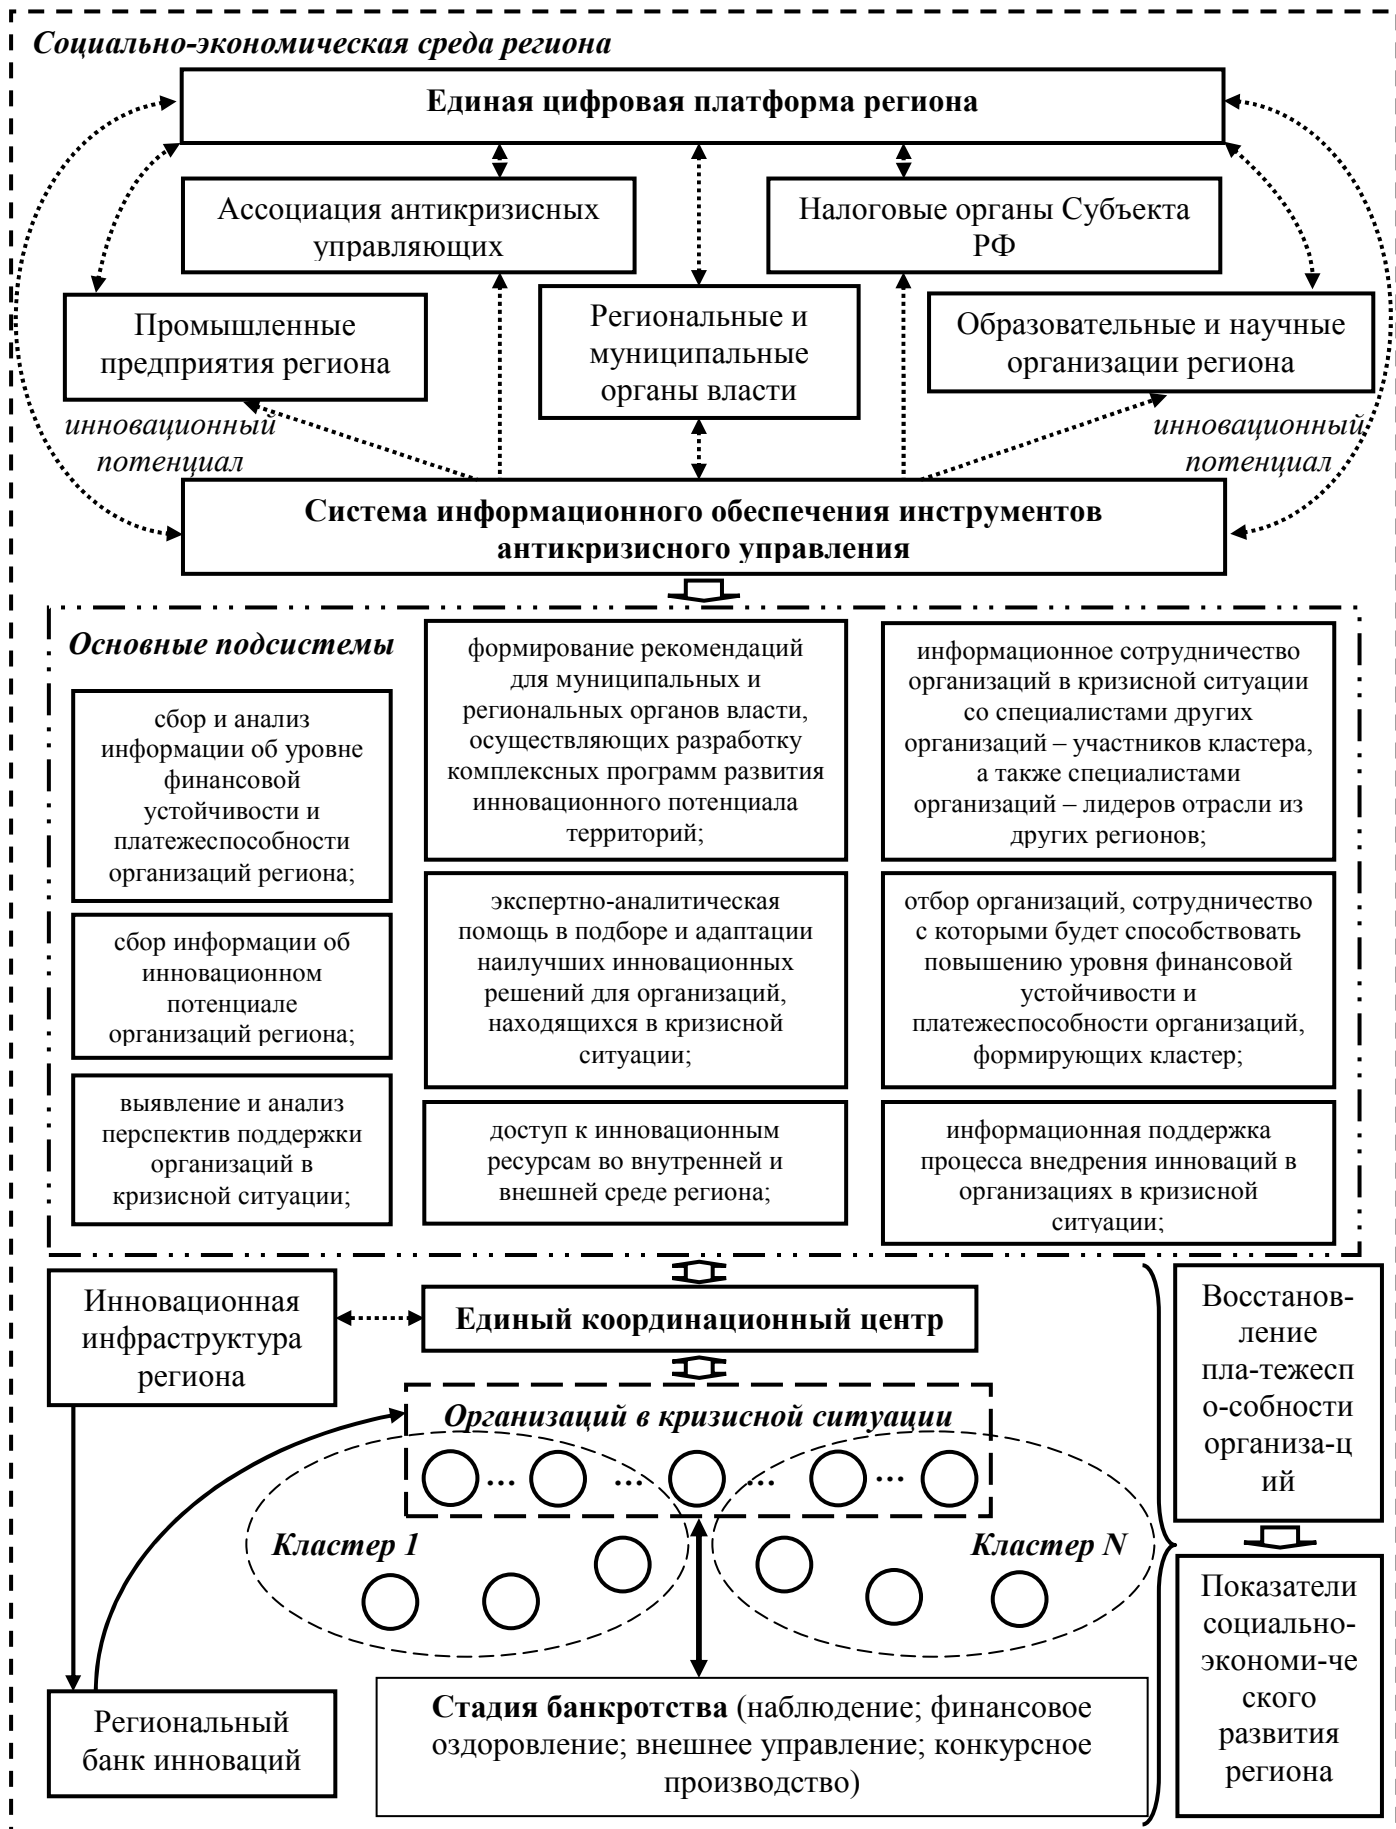 Социально-экономическая среда региона
Единая цифровая платформа региона
Ассоциация антикризисных
управляющих
Налоговые органы Субъекта
РФ
Промышленные
предприятия региона
Региональные и
муниципальные
органы власти
Образовательные и научные
организации региона
инновационный
потенциал
инновационный
потенциал
Система информационного обеспечения инструментов
антикризисного управления
Основные подсистемы
сбор и анализ
информации об уровне
финансовой
устойчивости и
платежеспособности
организаций региона;
сбор информации об
инновационном
потенциале
организаций региона;
выявление и анализ
перспектив поддержки
организаций в
кризисной ситуации;
формирование рекомендаций
для муниципальных и
региональных органов власти,
осуществляющих разработку
комплексных программ развития
инновационного потенциала
территорий;
экспертно-аналитическая
помощь в подборе и адаптации
наилучших инновационных
решений для организаций,
находящихся в кризисной
ситуации;
доступ к инновационным
ресурсам во внутренней и
внешней среде региона;
информационное сотрудничество
организаций в кризисной ситуации
со специалистами других
организаций – участников кластера,
а также специалистами
организаций – лидеров отрасли из
других регионов;
отбор организаций, сотрудничество
с которыми будет способствовать
повышению уровня финансовой
устойчивости и
платежеспособности организаций,
формирующих кластер;
информационная поддержка
процесса внедрения инноваций в
организациях в кризисной
ситуации;
Инновационная
инфраструктура
региона
Единый координационный центр
Организаций в кризисной ситуации
... ... ... ...
Кластер 1
Кластер N
Региональный
банк инноваций
Стадия банкротства (наблюдение; финансовое
оздоровление; внешнее управление; конкурсное
производство)
Восстанов-
ление
пла-тежесп
о-собности
организа-ц
ий
Показатели
социально-
экономи-че
ского
развития
региона